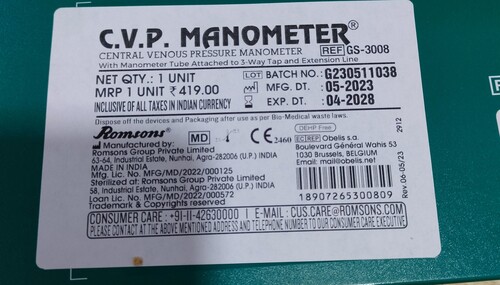 C.V.P. MANOMETER®
CENTRAL VENOUS PRESSURE MANOMETER
REF GS-3008
With Manometer Tube Attached to 3-Way Tap and Extension Line
NET QTY.: 1 UNIT
MRP 1 UNIT ₹ 419.00
INCLUSIVE OF ALL TAXES IN INDIAN CURRENCY
LOT BATCH NO.: G230511038
MFG. DT.: 05-2023
EXP. DT. 04-2028
Dispose off the devices and Packaging after use as per Bio-Medical waste laws.
Romsons®
MD
CE 2460
DEHP Free
Manufactured by:
Romsons Group Private Limited
63-64, Industrial Estate, Nunhai, Agra-282006 (U.P.) INDIA
MADE IN INDIA
Mfg. Lic. No. MFG/MD/2022/000125
Sterilized at: Romsons Group Private Limited
58, Industrial Estate, Nunhai, Agra-282006 (U.P.) INDIA
Loan Lic. No. MFG/MD/2022/000572
Trademark & Copyrights Reserved
EC REP Obelis s.a.
Boulevard Général Wahis 53
1030 Brussels, BELGIUM
Email: mail@obelis.net
18907265300809
2912
Rev.06-05/23
CONSUMER CARE : +91-11-42630000 | E-MAIL : CUS.CARE@ROMSONS.COM
PLEASE CONTACT AT THE ABOVE MENTIONED ADDRESS AND TELEPHONE TO OUR CONSUMER CARE EXECUTIVE